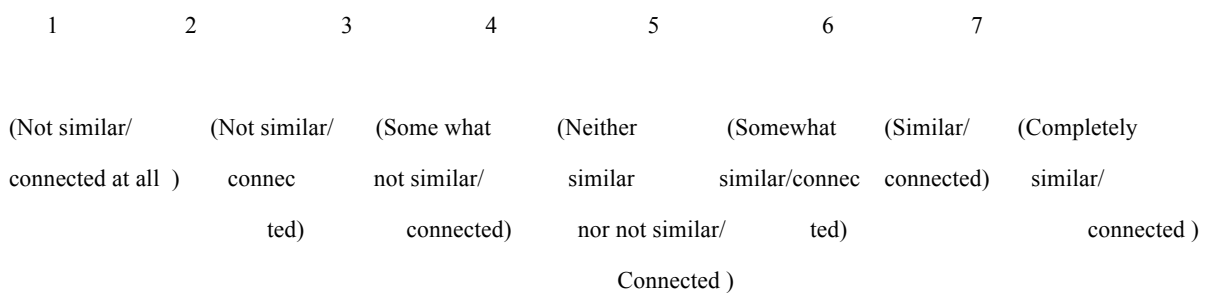 1 2 3 4 5 6 7
(Not similar/ (Not similar/ (Some what (Neither (Somewhat (Similar/ (Completely
connected at all ) connec not similar/ similar similar/connec connected) similar/
ted) connected) nor not similar/ ted) connected )
Connected )